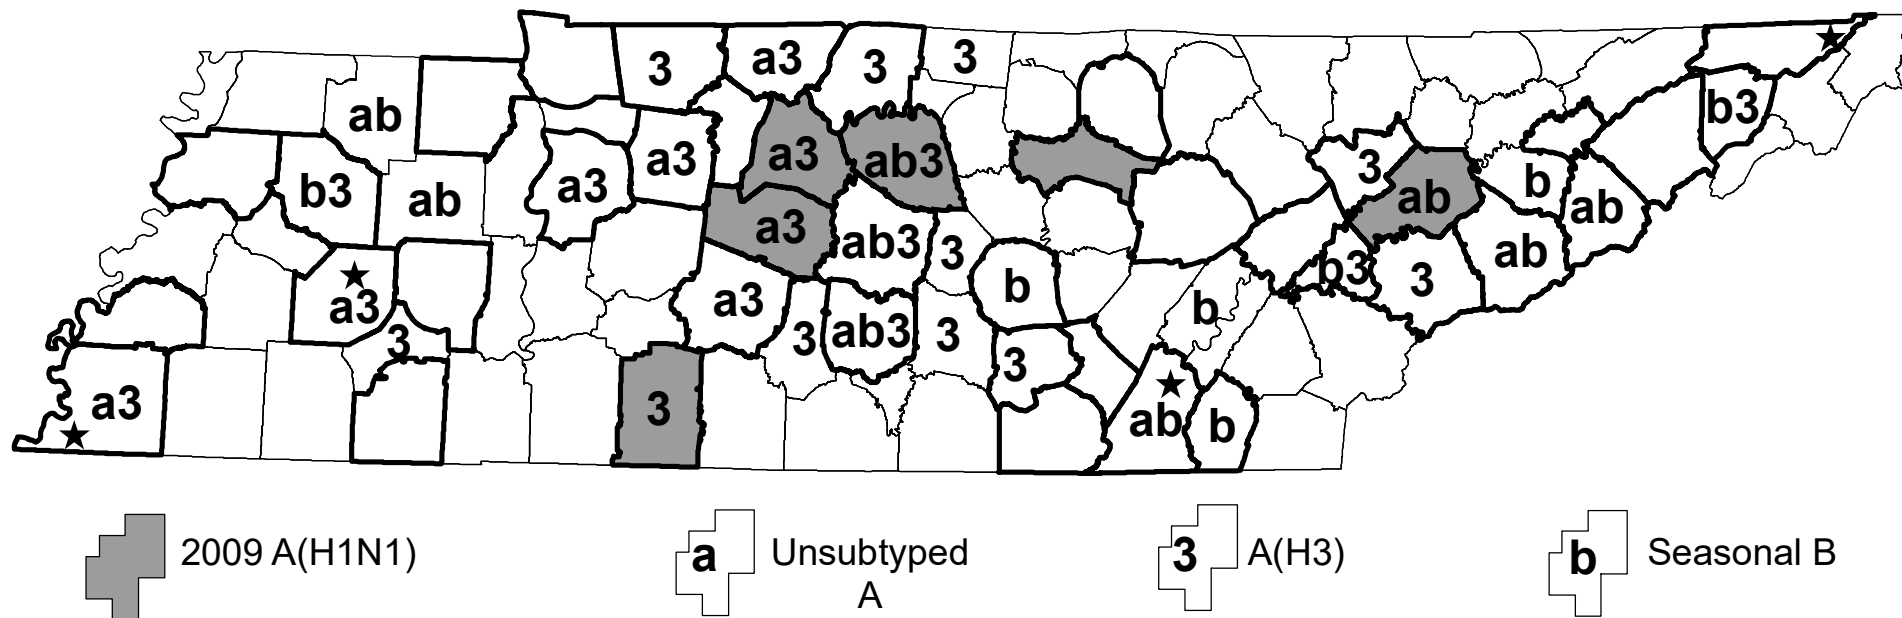 3 a3 3 3
ab b3
a3 a3 ab3 3
b3 ab a3 ab b ab
a3 ab3 3 b3 3 ab
a3 a3 b b
3 3 ab3 3 3
a3 3 ab b
2009 A(H1N1)
a Unsubtyped
A
3 A(H3)
b Seasonal B